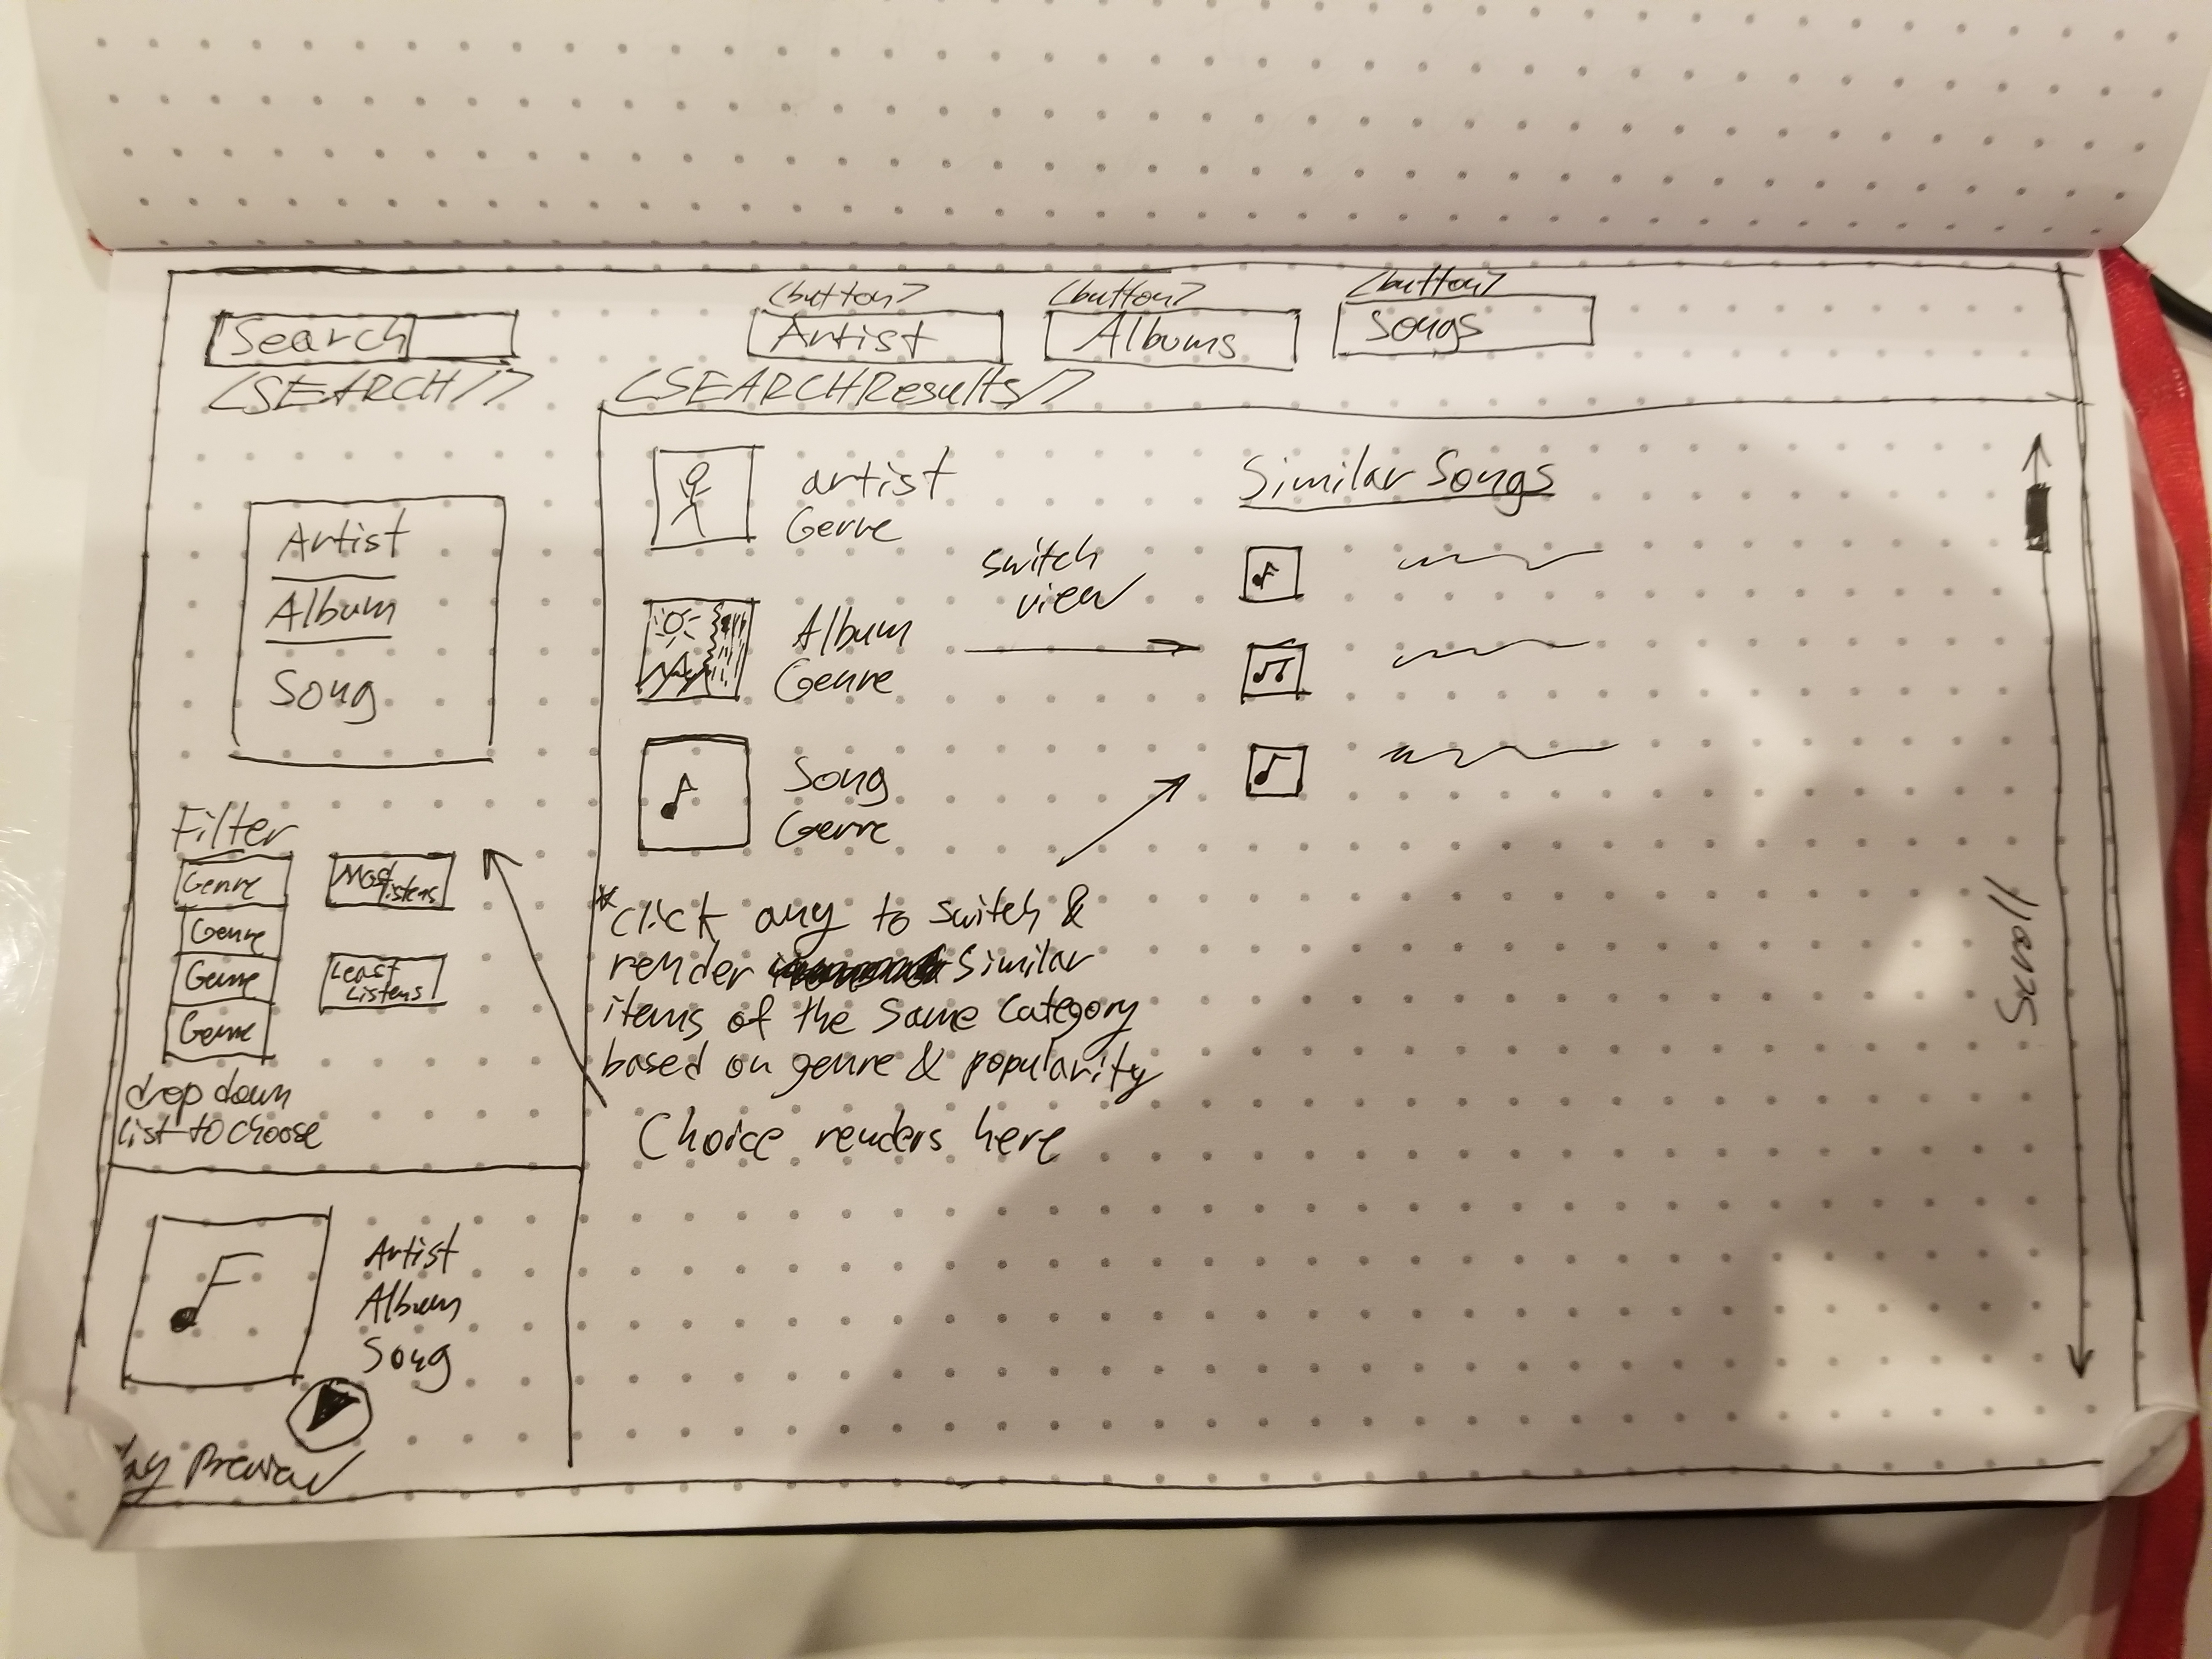 Search
<SEARCH/>
Artist
Album
Song
Filter
Genre
Genre
Genre
Genre
Most
Listens
Least
Listens
drop down
list to choose
Artist
Album
Song
Preview
<button>
Artist
<button>
Albums
<button>
Songs
<SEARCHResults/>
artist
Genre
Album
Genre
Song
Genre
switch
view
Similar Songs
*Click any to switch &
render similar
items of the same category
based on genre & popularity
Choice renders here
scroll